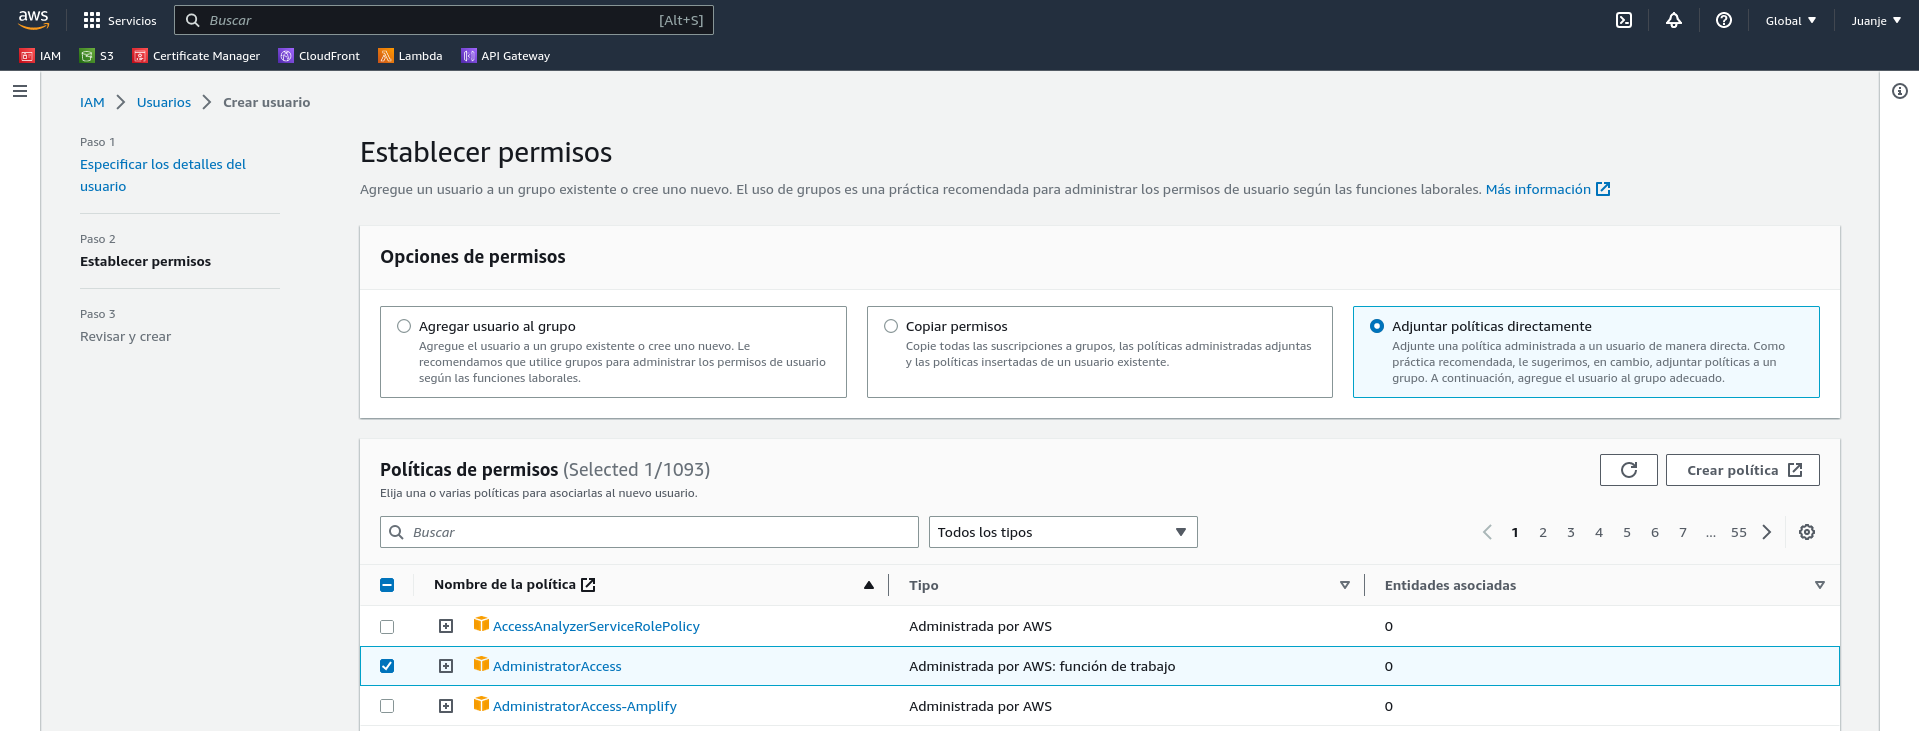 aws
Servicios
Buscar
[Alt+S]
Global
Juanje
IAM
S3
Certificate Manager
CloudFront
Lambda
API Gateway
IAM
Usuarios
Crear usuario
Paso 1
Especificar los detalles del
usuario
Paso 2
Establecer permisos
Paso 3
Revisar y crear
Establecer permisos
Agregue un usuario a un grupo existente o cree uno nuevo. El uso de grupos es una práctica recomendada para administrar los permisos de usuario según las funciones laborales. Más información
Opciones de permisos
Agregar usuario al grupo
Agregue el usuario a un grupo existente o cree uno nuevo. Le
recomendamos que utilice grupos para administrar los permisos de usuario
según las funciones laborales.
Copiar permisos
Copie todas las suscripciones a grupos, las políticas administradas adjuntas
y las políticas insertadas de un usuario existente.
Adjuntar políticas directamente
Adjunte una política administrada a un usuario de manera directa. Como
práctica recomendada, le sugerimos, en cambio, adjuntar políticas a un
grupo. A continuación, agregue el usuario al grupo adecuado.
Políticas de permisos (Selected 1/1093)
Elija una o varias políticas para asociarlas al nuevo usuario.
Crear política
Buscar
Todos los tipos
1 2 3 4 5 6 7 ... 55
Nombre de la política
Tipo
Entidades asociadas
AccessAnalyzerServiceRolePolicy
Administrada por AWS
0
AdministratorAccess
Administrada por AWS: función de trabajo
0
AdministratorAccess-Amplify
Administrada por AWS
0